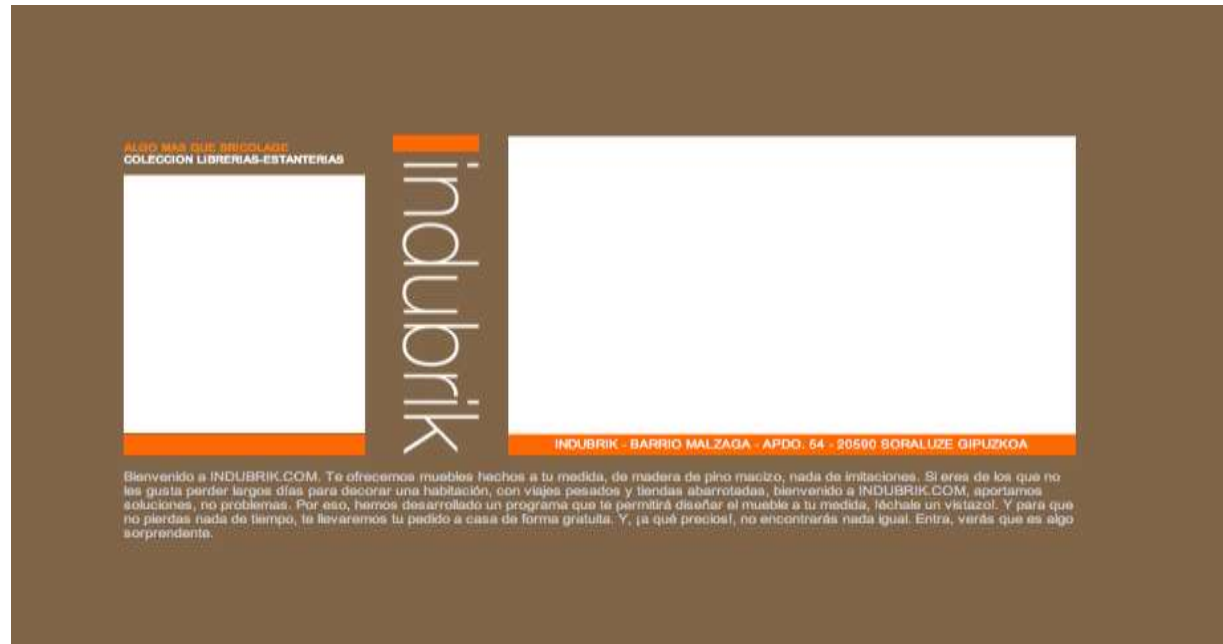 ALGO MAS QUE BRICOLAGE
COLECCION LIBRERIAS-ESTANTERIAS
indubrik
INDUBRIK - BARRIO MALZAGA - APDO. 54 - 20590 SORALUZE GIPUZKOA
Bienvenido a INDUBRIK.COM. Te ofrecemos muebles hechos a tu medida, de madera de pino macizo, nada de imitaciones. Si eres de los que no
les gusta perder largos días para decorar una habitación, con viajes pesados y tiendas abarrotadas, bienvenido a INDUBRIK.COM, aportamos
soluciones, no problemas. Por eso, hemos desarrollado un programa que te permitirá diseñar el mueble a tu medida, ¡échale un vistazo!. Y para que
no pierdas nada de tiempo, te llevaremos tu pedido a casa de forma gratuita. Y, ¡a qué precios!, no encontrarás nada igual. Entra, verás que es algo
sorprendente.